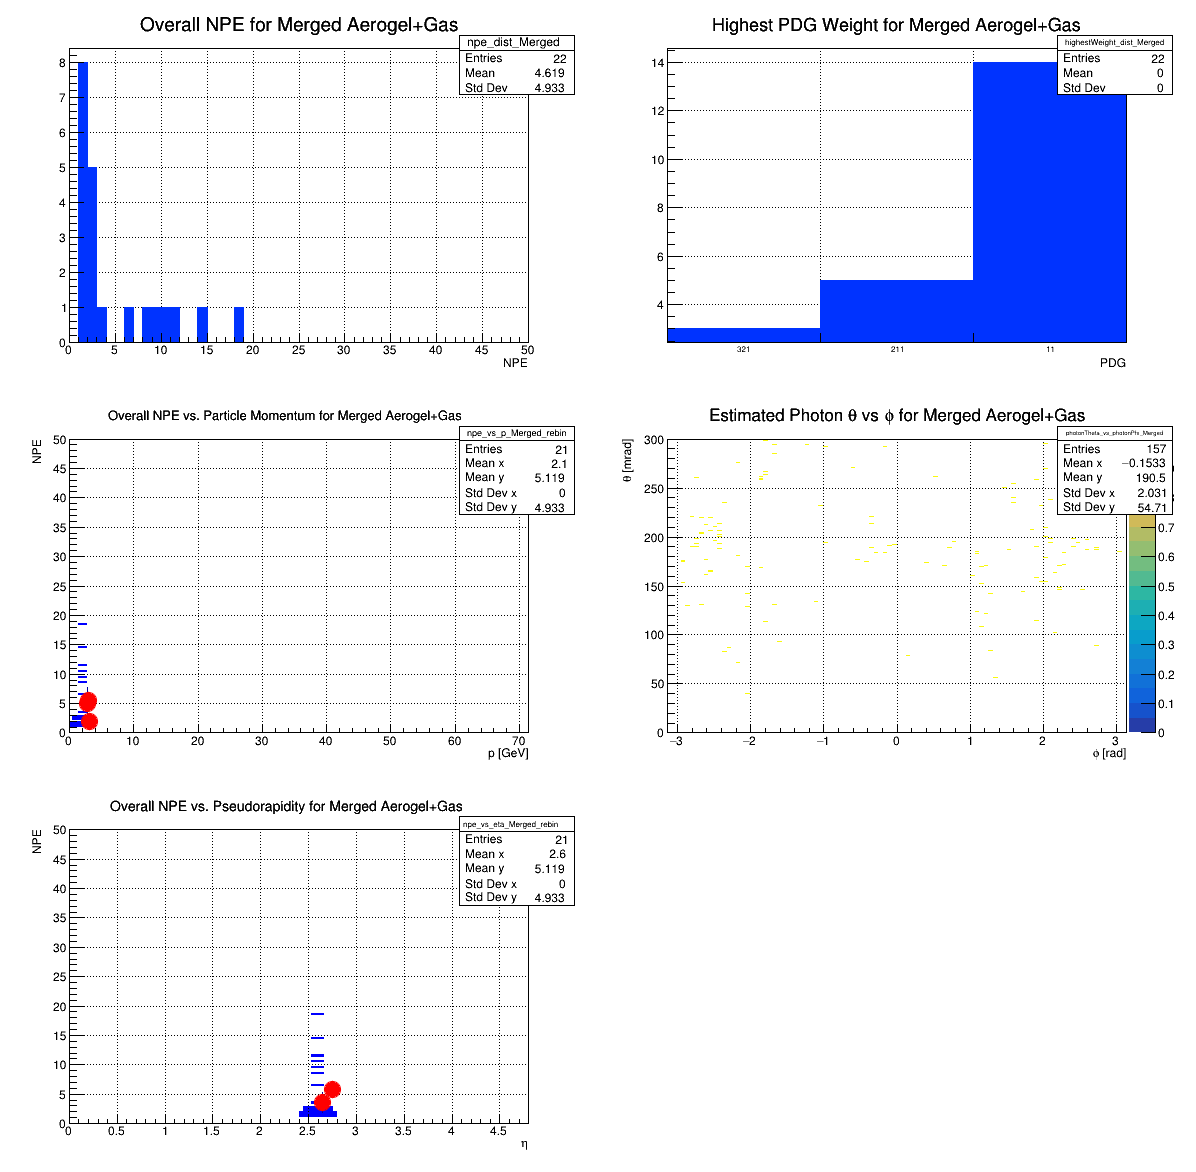 Overall NPE for Merged Aerogel+Gas
npe_dist_Merged
Entries 22
Mean 4.619
Std Dev 4.933
8
7
6
5
4
3
2
1
0
0 5 10 15 20 25 30 35 40 45 50
NPE
Highest PDG Weight for Merged Aerogel+Gas
highestWeight_dist_Merged
Entries 22
Mean 0
Std Dev 0
14
12
10
8
6
4
321 211 11
PDG
Overall NPE vs. Particle Momentum for Merged Aerogel+Gas
npe_vs_p_Merged_rebin
Entries 21
Mean x 2.1
Mean y 5.119
Std Dev x 0
Std Dev y 4.933
NPE
50
45
40
35
30
25
20
15
10
5
0
0 10 20 30 40 50 60 70
p [GeV]
Estimated Photon θ vs ϕ for Merged Aerogel+Gas
photonTheta_vs_photonPhi_Merged
Entries 157
Mean x −0.1533
Mean y 190.5
Std Dev x 2.031
Std Dev y 54.71
θ [mrad]
300
250
200
150
100
50
0
−3 −2 −1 0 1 2 3
ϕ [rad]
0.7
0.6
0.5
0.4
0.3
0.2
0.1
0
Overall NPE vs. Pseudorapidity for Merged Aerogel+Gas
npe_vs_eta_Merged_rebin
Entries 21
Mean x 2.6
Mean y 5.119
Std Dev x 0
Std Dev y 4.933
NPE
50
45
40
35
30
25
20
15
10
5
0
0 0.5 1 1.5 2 2.5 3 3.5 4 4.5
η